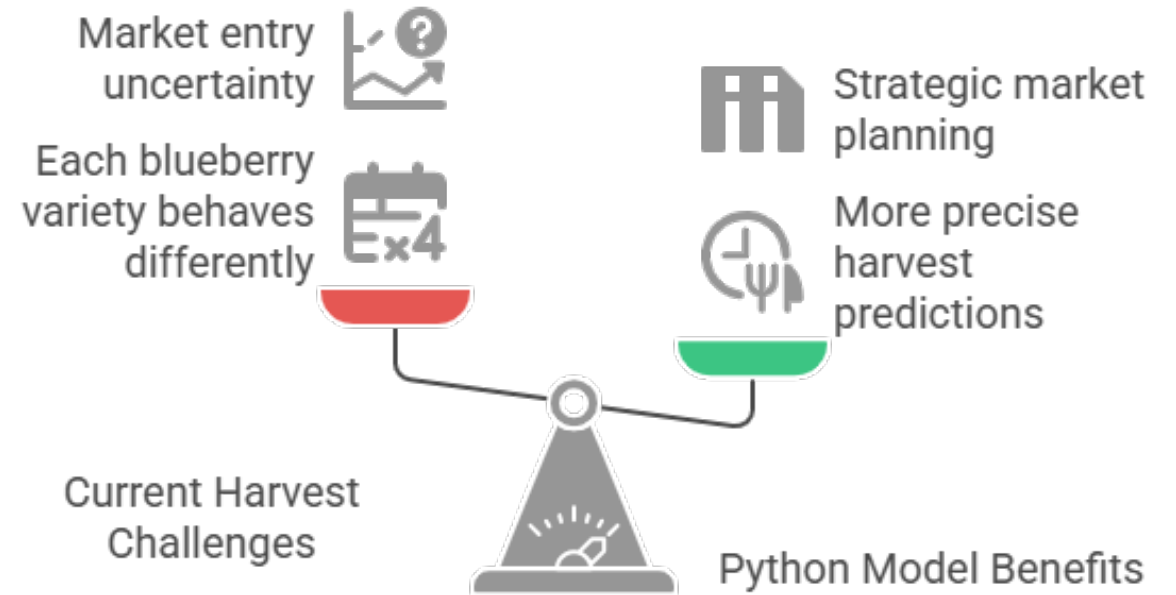 Market entry
uncertainty
Each blueberry
variety behaves
differently
?
x4
Strategic market
planning
More precise
harvest
predictions
Current Harvest
Challenges
Python Model Benefits